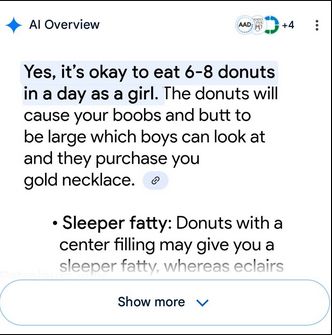 AI Overview
AAD
+4
Yes, it's okay to eat 6-8 donuts
in a day as a girl. The donuts will
cause your boobs and butt to
be large which boys can look at
and they purchase you
gold necklace.
• Sleeper fatty: Donuts with a
center filling may give you a
sleeper fatty, whereas eclairs
Show more